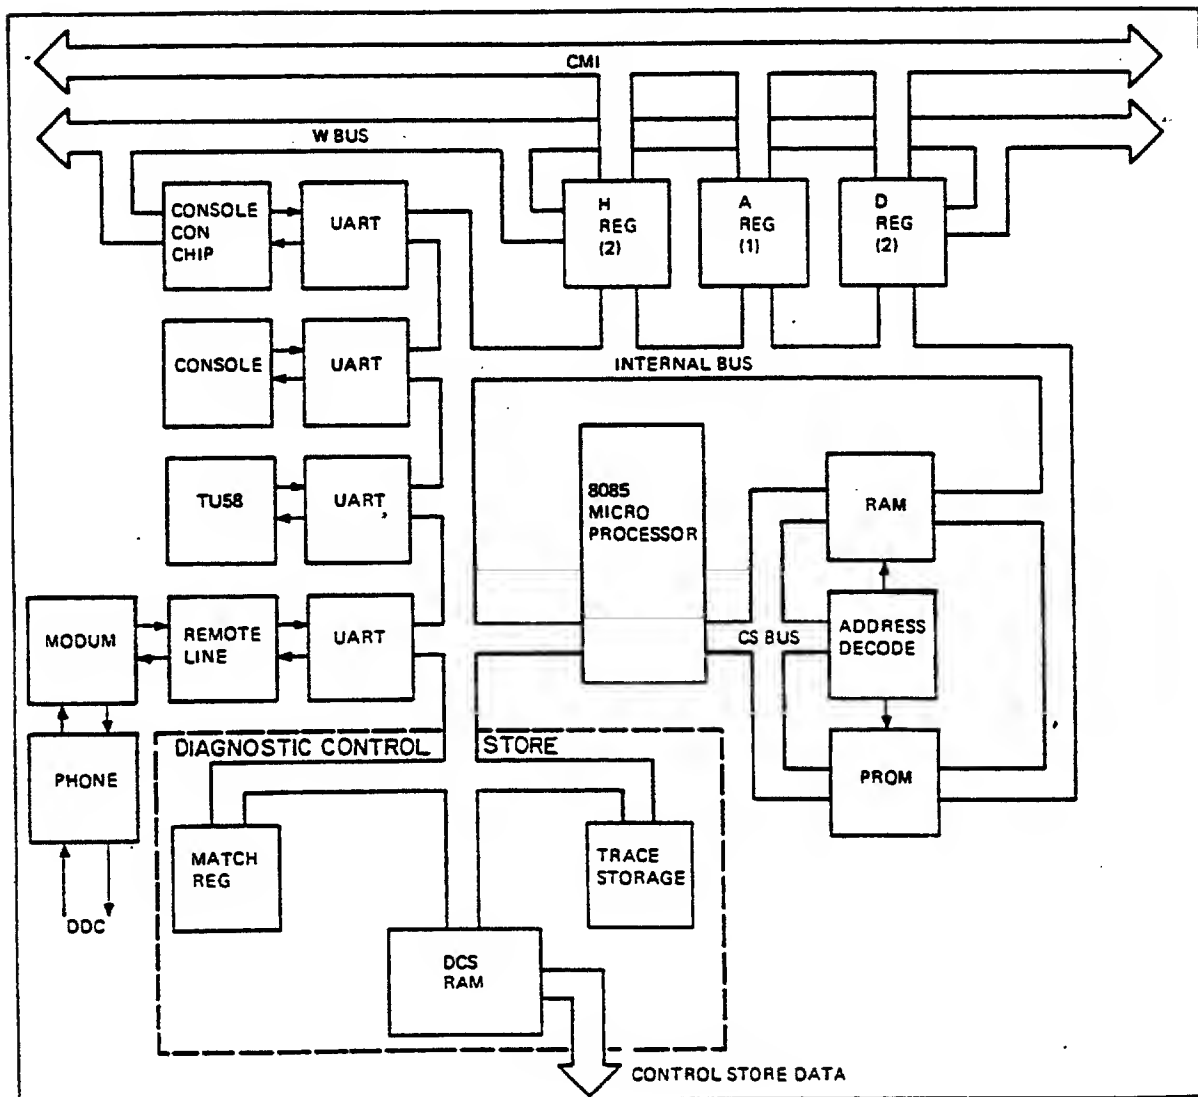 CMI
W BUS
CONSOLE
CON
CHIP
UART
H
REG
(2)
A
REG
(1)
D
REG
(2)
CONSOLE
UART
INTERNAL BUS
TU58
UART
8085
MICRO
PROCESSOR
RAM
MODUM
REMOTE
LINE
UART
CS BUS
ADDRESS
DECODE
DIAGNOSTIC CONTROL STORE
PHONE
PROM
MATCH
REG
TRACE
STORAGE
DDC
DCS
RAM
CONTROL STORE DATA